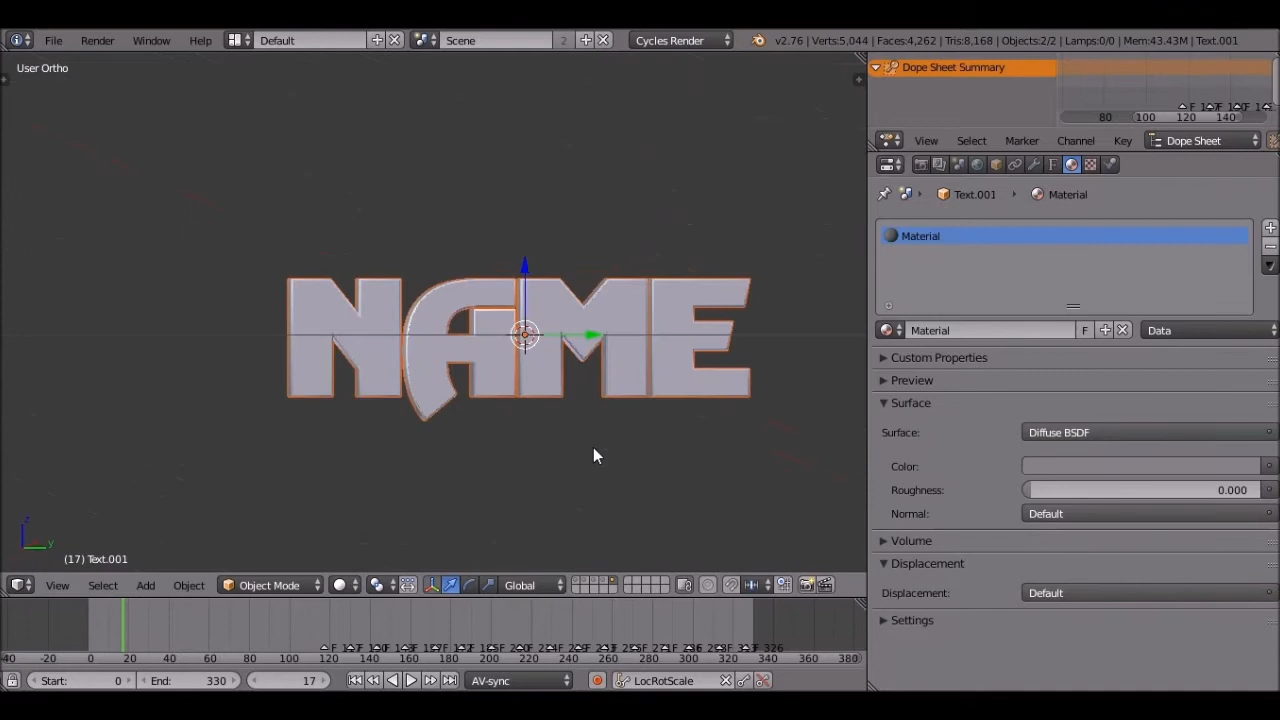 File Render Window Help Default Scene 2 Cycles Render v2.76 | Verts:5,044 | Faces:4,262 | Tris:8,168 | Objects:2/2 | Lamps:0/0 | Mem:43.43M | Text.001
User Ortho
Dope Sheet Summary
80 100 120 140
View Select Marker Channel Key Dope Sheet
Text.001 Material
Material
NAME
Material F Data
Custom Properties
Preview
Surface
Surface: Diffuse BSDF
Color:
Roughness: 0.000
Normal: Default
Volume
Displacement
Displacement: Default
Settings
z
y
(17) Text.001
View Select Add Object Object Mode Global
-40 -20 0 20 40 60 80 100 120 140 160 180 200 220 240 260 280 300 320 340 360 380
Start: 0 End: 330 17 AV-sync LocRotScale